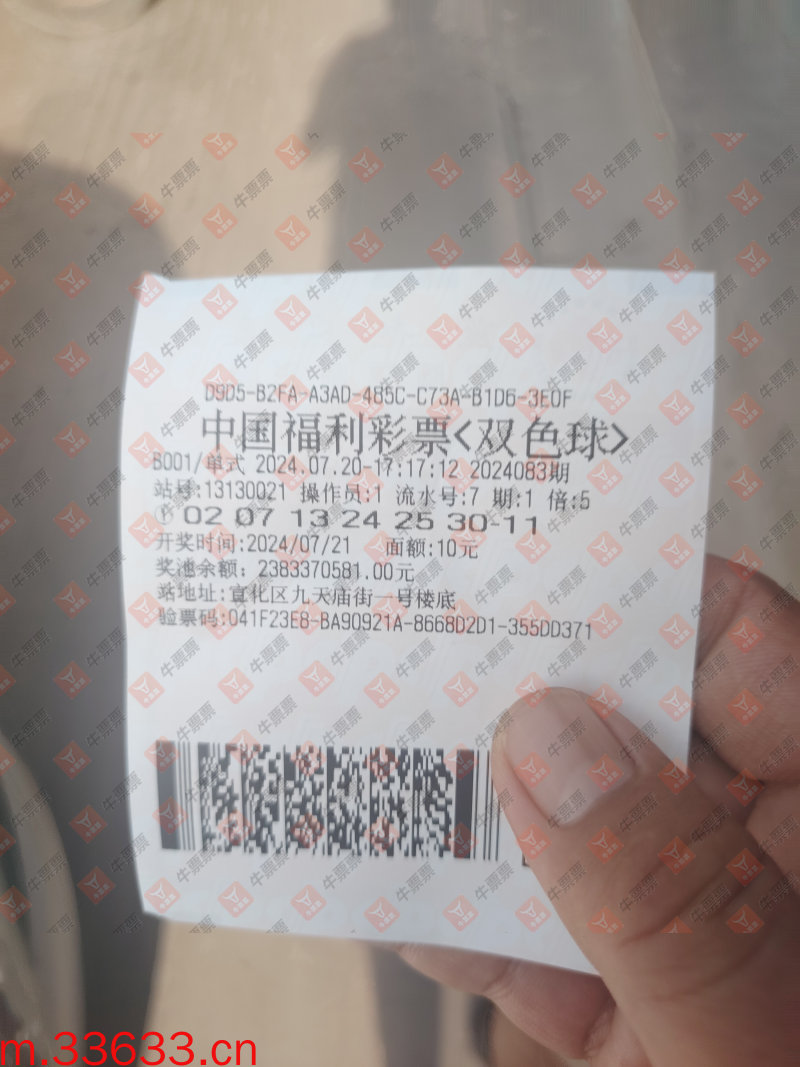 D9D5-B2FA-A3AD-485C-C73A-B1D6-3E0F
中国福利彩票<双色球>
B001/单式 2024.07.20-17:17:12 2024083期
站号:13130021 操作员:1 流水号:7 期:1 倍:5
① 02 07 13 24 25 30-11
开奖时间:2024/07/21 面额:10元
奖池余额: 2383370581.00元
站地址:宣化区九天庙街一号楼底
验票码:041F23E8-BA90921A-8668D2D1-355DD371
牛票票
m.33633.cn